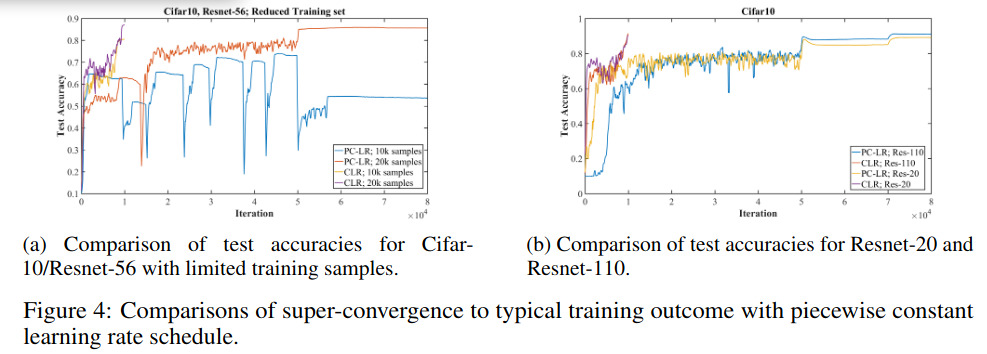 Cifar10, Resnet-56; Reduced Training set
0.9
0.8
0.7
0.6
0.5
0.4
0.3
0.2
0.1
Test Accuracy
PC-LR; 10k samples
PC-LR; 20k samples
CLR; 10k samples
CLR; 20k samples
0 1 2 3 4 5 6 7 8
Iteration
×10⁴
Cifar10
1
0.8
0.6
0.4
0.2
0
Test Accuracy
PC-LR; Res-110
CLR; Res-110
PC-LR; Res-20
CLR; Res-20
0 1 2 3 4 5 6 7 8
Iteration
×10⁴
(a) Comparison of test accuracies for Cifar-
10/Resnet-56 with limited training samples.
(b) Comparison of test accuracies for Resnet-20 and
Resnet-110.
Figure 4: Comparisons of super-convergence to typical training outcome with piecewise constant
learning rate schedule.